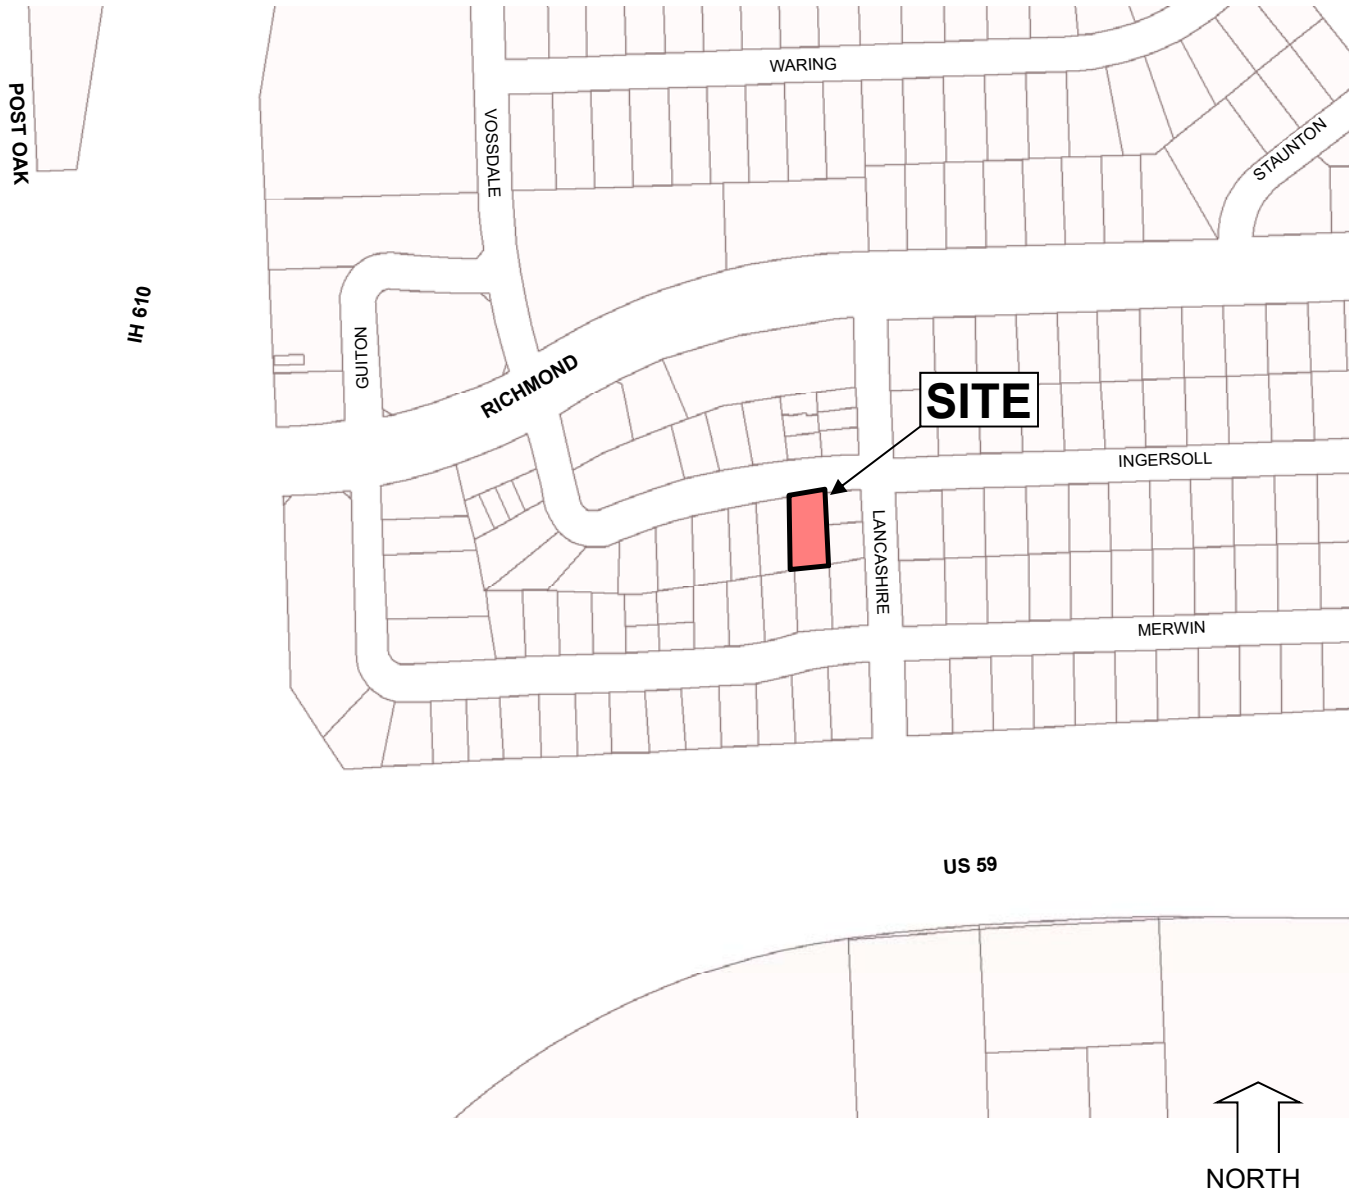 WARING
POST OAK
VOSSDALE
STAUNTON
IH 610
GUITON
RICHMOND
SITE
INGERSOLL
LANCASHIRE
MERWIN
US 59
NORTH